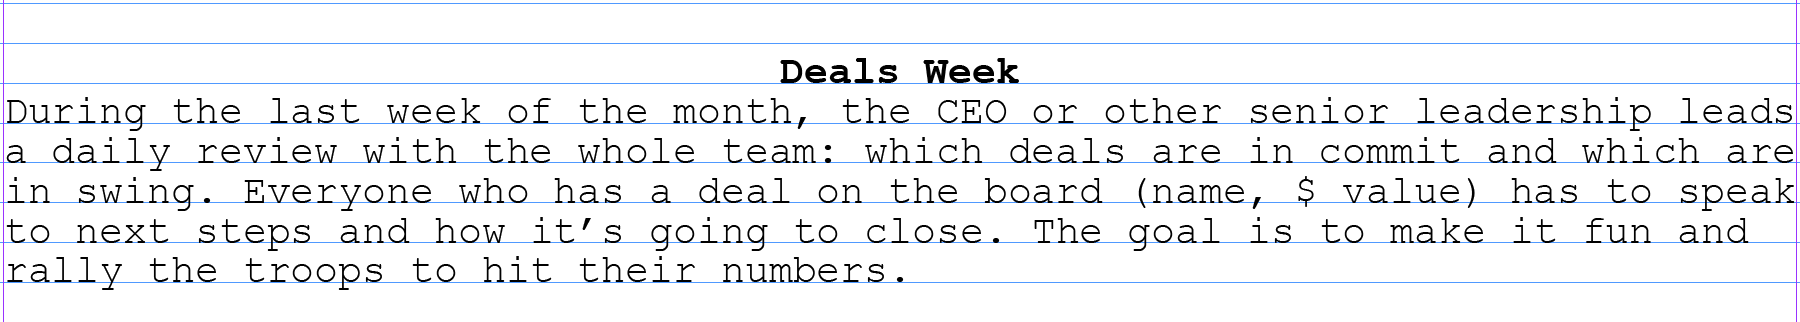 Deals Week
During the last week of the month, the CEO or other senior leadership leads
a daily review with the whole team: which deals are in commit and which are
in swing. Everyone who has a deal on the board (name, $ value) has to speak
to next steps and how it’s going to close. The goal is to make it fun and
rally the troops to hit their numbers.